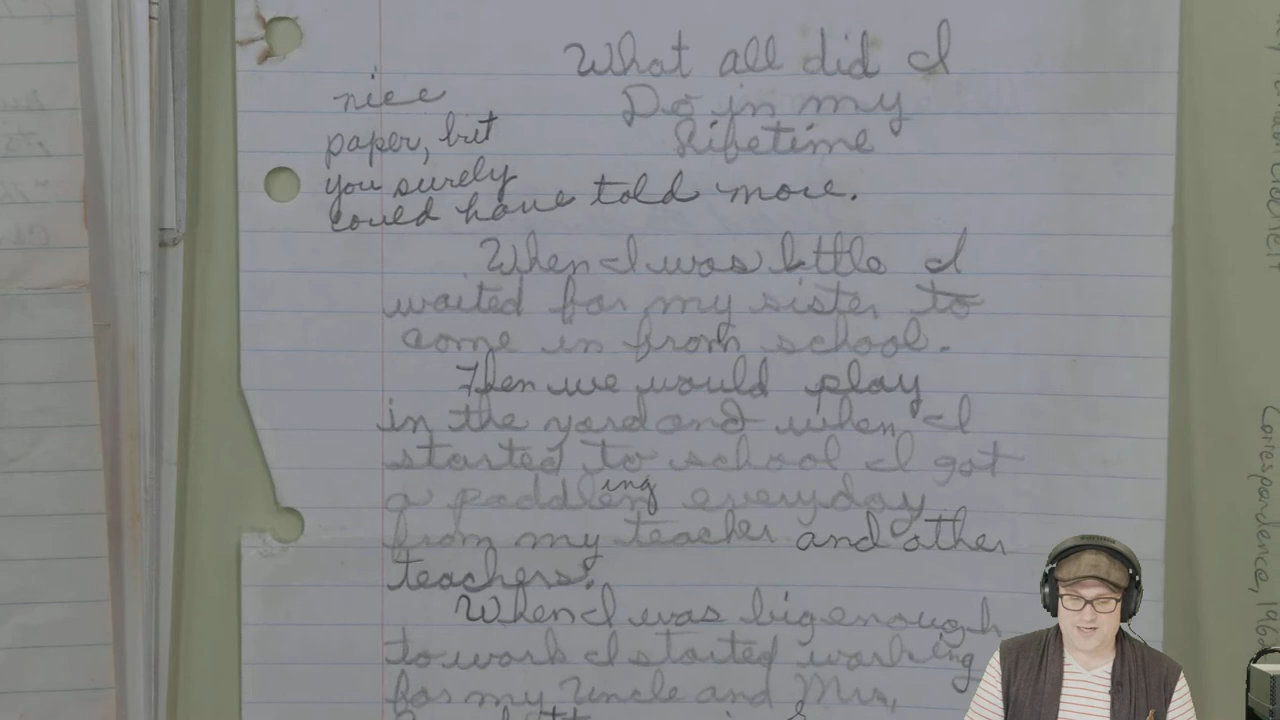 What all did I
Do in my
Lifetime
nice
paper, but
you surely
could have told more.
When I was little I
waited for my sister to
come in from school.
Then we would play
in the yard and when I
started to school I got
a paddleing everyday
from my teacher and other
teachers.
When I was big enough
to work I started working
for my Uncle and Mrs,
Correspondence, 196